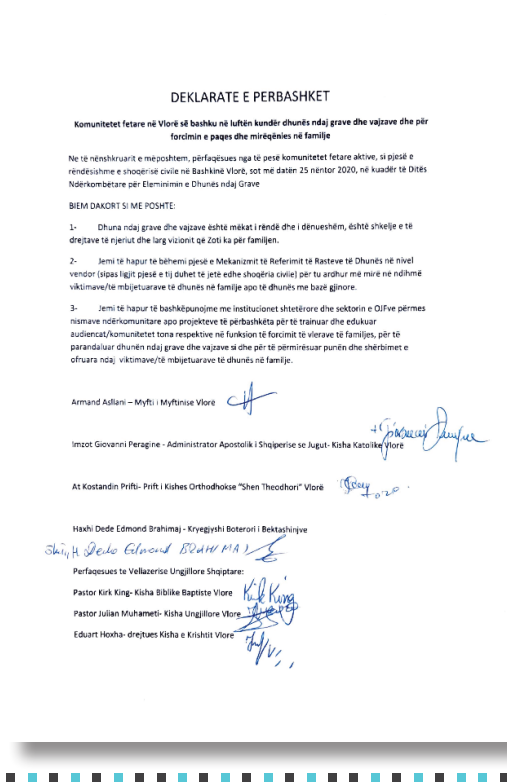 DEKLARATE E PERBASHKET
Komunitetet fetare në Vlorë së bashku në luftën kundër dhunës ndaj grave dhe vajzave dhe për
forcimin e paqes dhe mirëqënies në familje
Ne të nënshkruarit e mëposhtem, përfaqësues nga të pesë komunitetet fetare aktive, si pjesë e
rëndësishme e shoqërisë civile në Bashkinë Vlorë, sot më datën 25 nëntor 2020, në kuadër të Ditës
Ndërkombëtare për Eleminimin e Dhunës ndaj Grave
BIEM DAKORT SI ME POSHTE:
1- Dhuna ndaj grave dhe vajzave është mëkat i rëndë dhe i dënueshëm, është shkelje e të
drejtave të njeriut dhe larg vizionit që Zoti ka për familjen.
2- Jemi të hapur të bëhemi pjesë e Mekanizmit të Referimit të Rasteve të Dhunës në nivel
vendor (sipas ligjit pjesë e tij duhet të jetë edhe shoqëria civile) për tu ardhur më mirë në ndihmë
viktimave/të mbijetuarave të dhunës në familje apo të dhunës me bazë gjinore.
3- Jemi të hapur të bashkëpunojme me institucionet shtetërore dhe sektorin e OJFve përmes
nismave ndërkomunitare apo projekteve të përbashkëta për të trainuar dhe edukuar
audiencat/komunitetet tona respektive në funksion të forcimit të vlerave të familjes, për të
parandaluar dhunën ndaj grave dhe vajzave si dhe për të përmirësuar punën dhe shërbimet e
ofruara ndaj viktimave/të mbijetuarave të dhunës në familje.
Armand Asllani – Myfti i Myftinise Vlorë
Imzot Giovanni Peragine - Administrator Apostolik i Shqiperise se Jugut- Kisha Katolike Vlorë
At Kostandin Prifti- Prift i Kishes Orthodhokse “Shen Theodhori” Vlorë
Haxhi Dede Edmond Brahimaj - Kryegjyshi Boterori i Bektashinjve
Dede Edmond BRAHIMAJ
Perfaqesues te Vellazerise Ungjillore Shqiptare:
Pastor Kirk King- Kisha Biblike Baptiste Vlorë
Kirk King
Pastor Julian Muhameti- Kisha Ungjillore Vlore
Eduart Hoxha- drejtues Kisha e Krishtit Vlorë